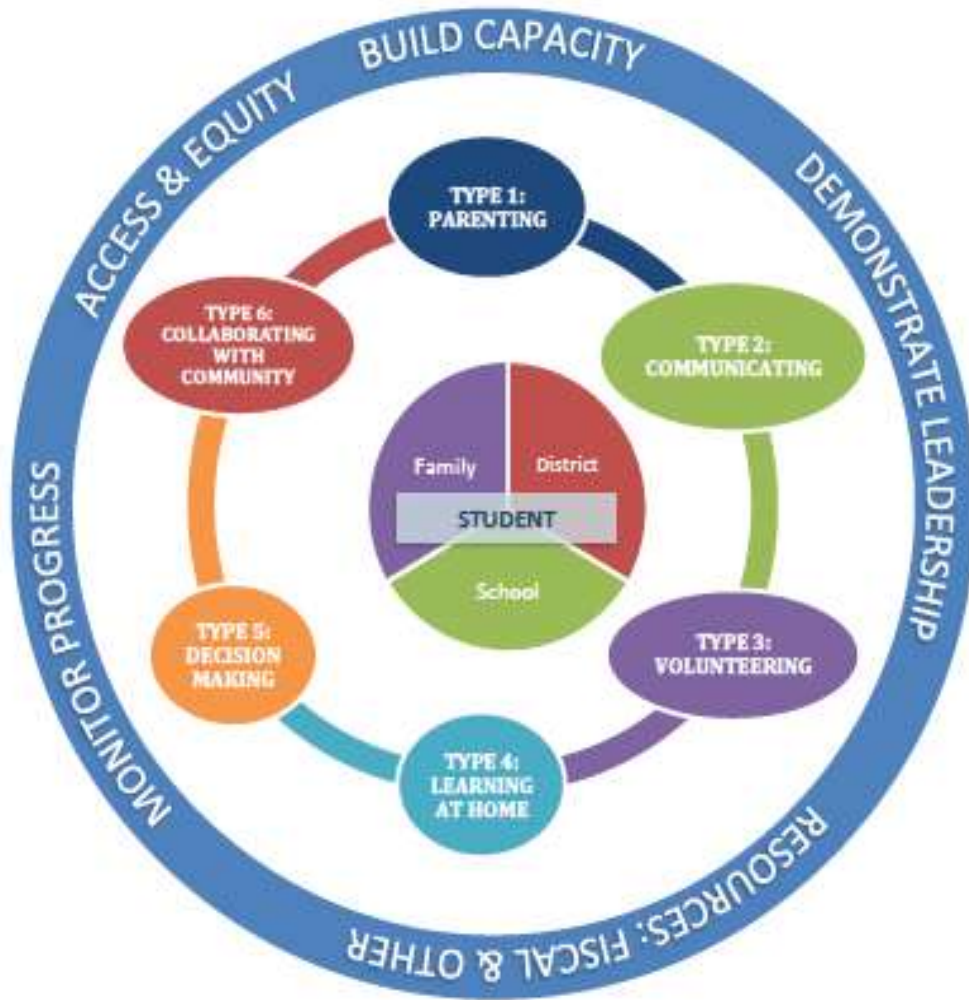 BUILD CAPACITY
DEMONSTRATE LEADERSHIP
RESOURCES: FISCAL & OTHER
MONITOR PROGRESS
ACCESS & EQUITY
TYPE 1:
PARENTING
TYPE 2:
COMMUNICATING
TYPE 3:
VOLUNTEERING
TYPE 4:
LEARNING
AT HOME
TYPE 5:
DECISION
MAKING
TYPE 6:
COLLABORATING
WITH
COMMUNITY
Family
District
STUDENT
School